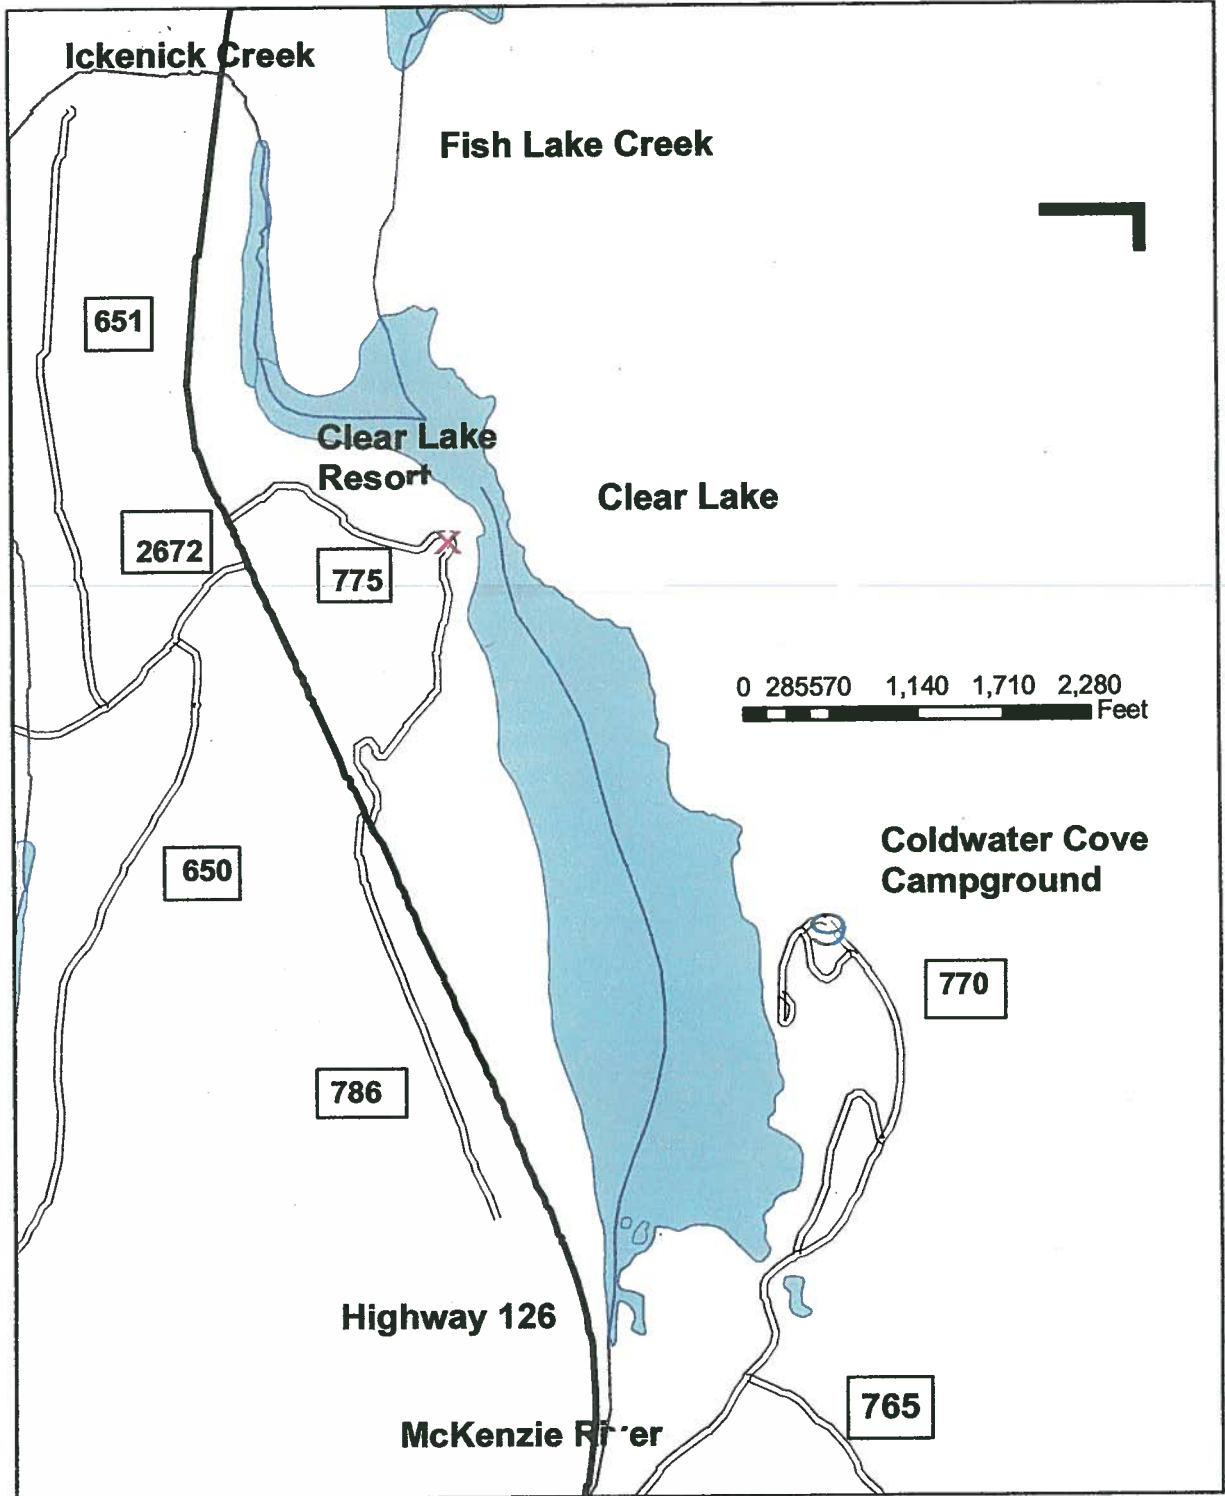 Ickenick Creek
Fish Lake Creek
651
Clear Lake
Resort
Clear Lake
2672
775
0 285570 1,140 1,710 2,280
Feet
Coldwater Cove
Campground
650
770
786
Highway 126
765
McKenzie River